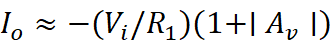 I_o ≈ −(V_i/R_1)(1+∣ A_v ∣)